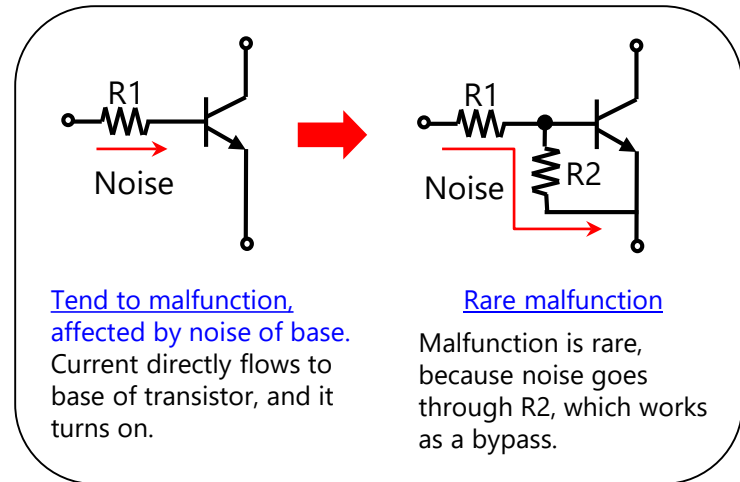 R1
Noise
Tend to malfunction,
affected by noise of base.
Current directly flows to
base of transistor, and it
turns on.
R1
R2
Noise
Rare malfunction
Malfunction is rare,
because noise goes
through R2, which works
as a bypass.